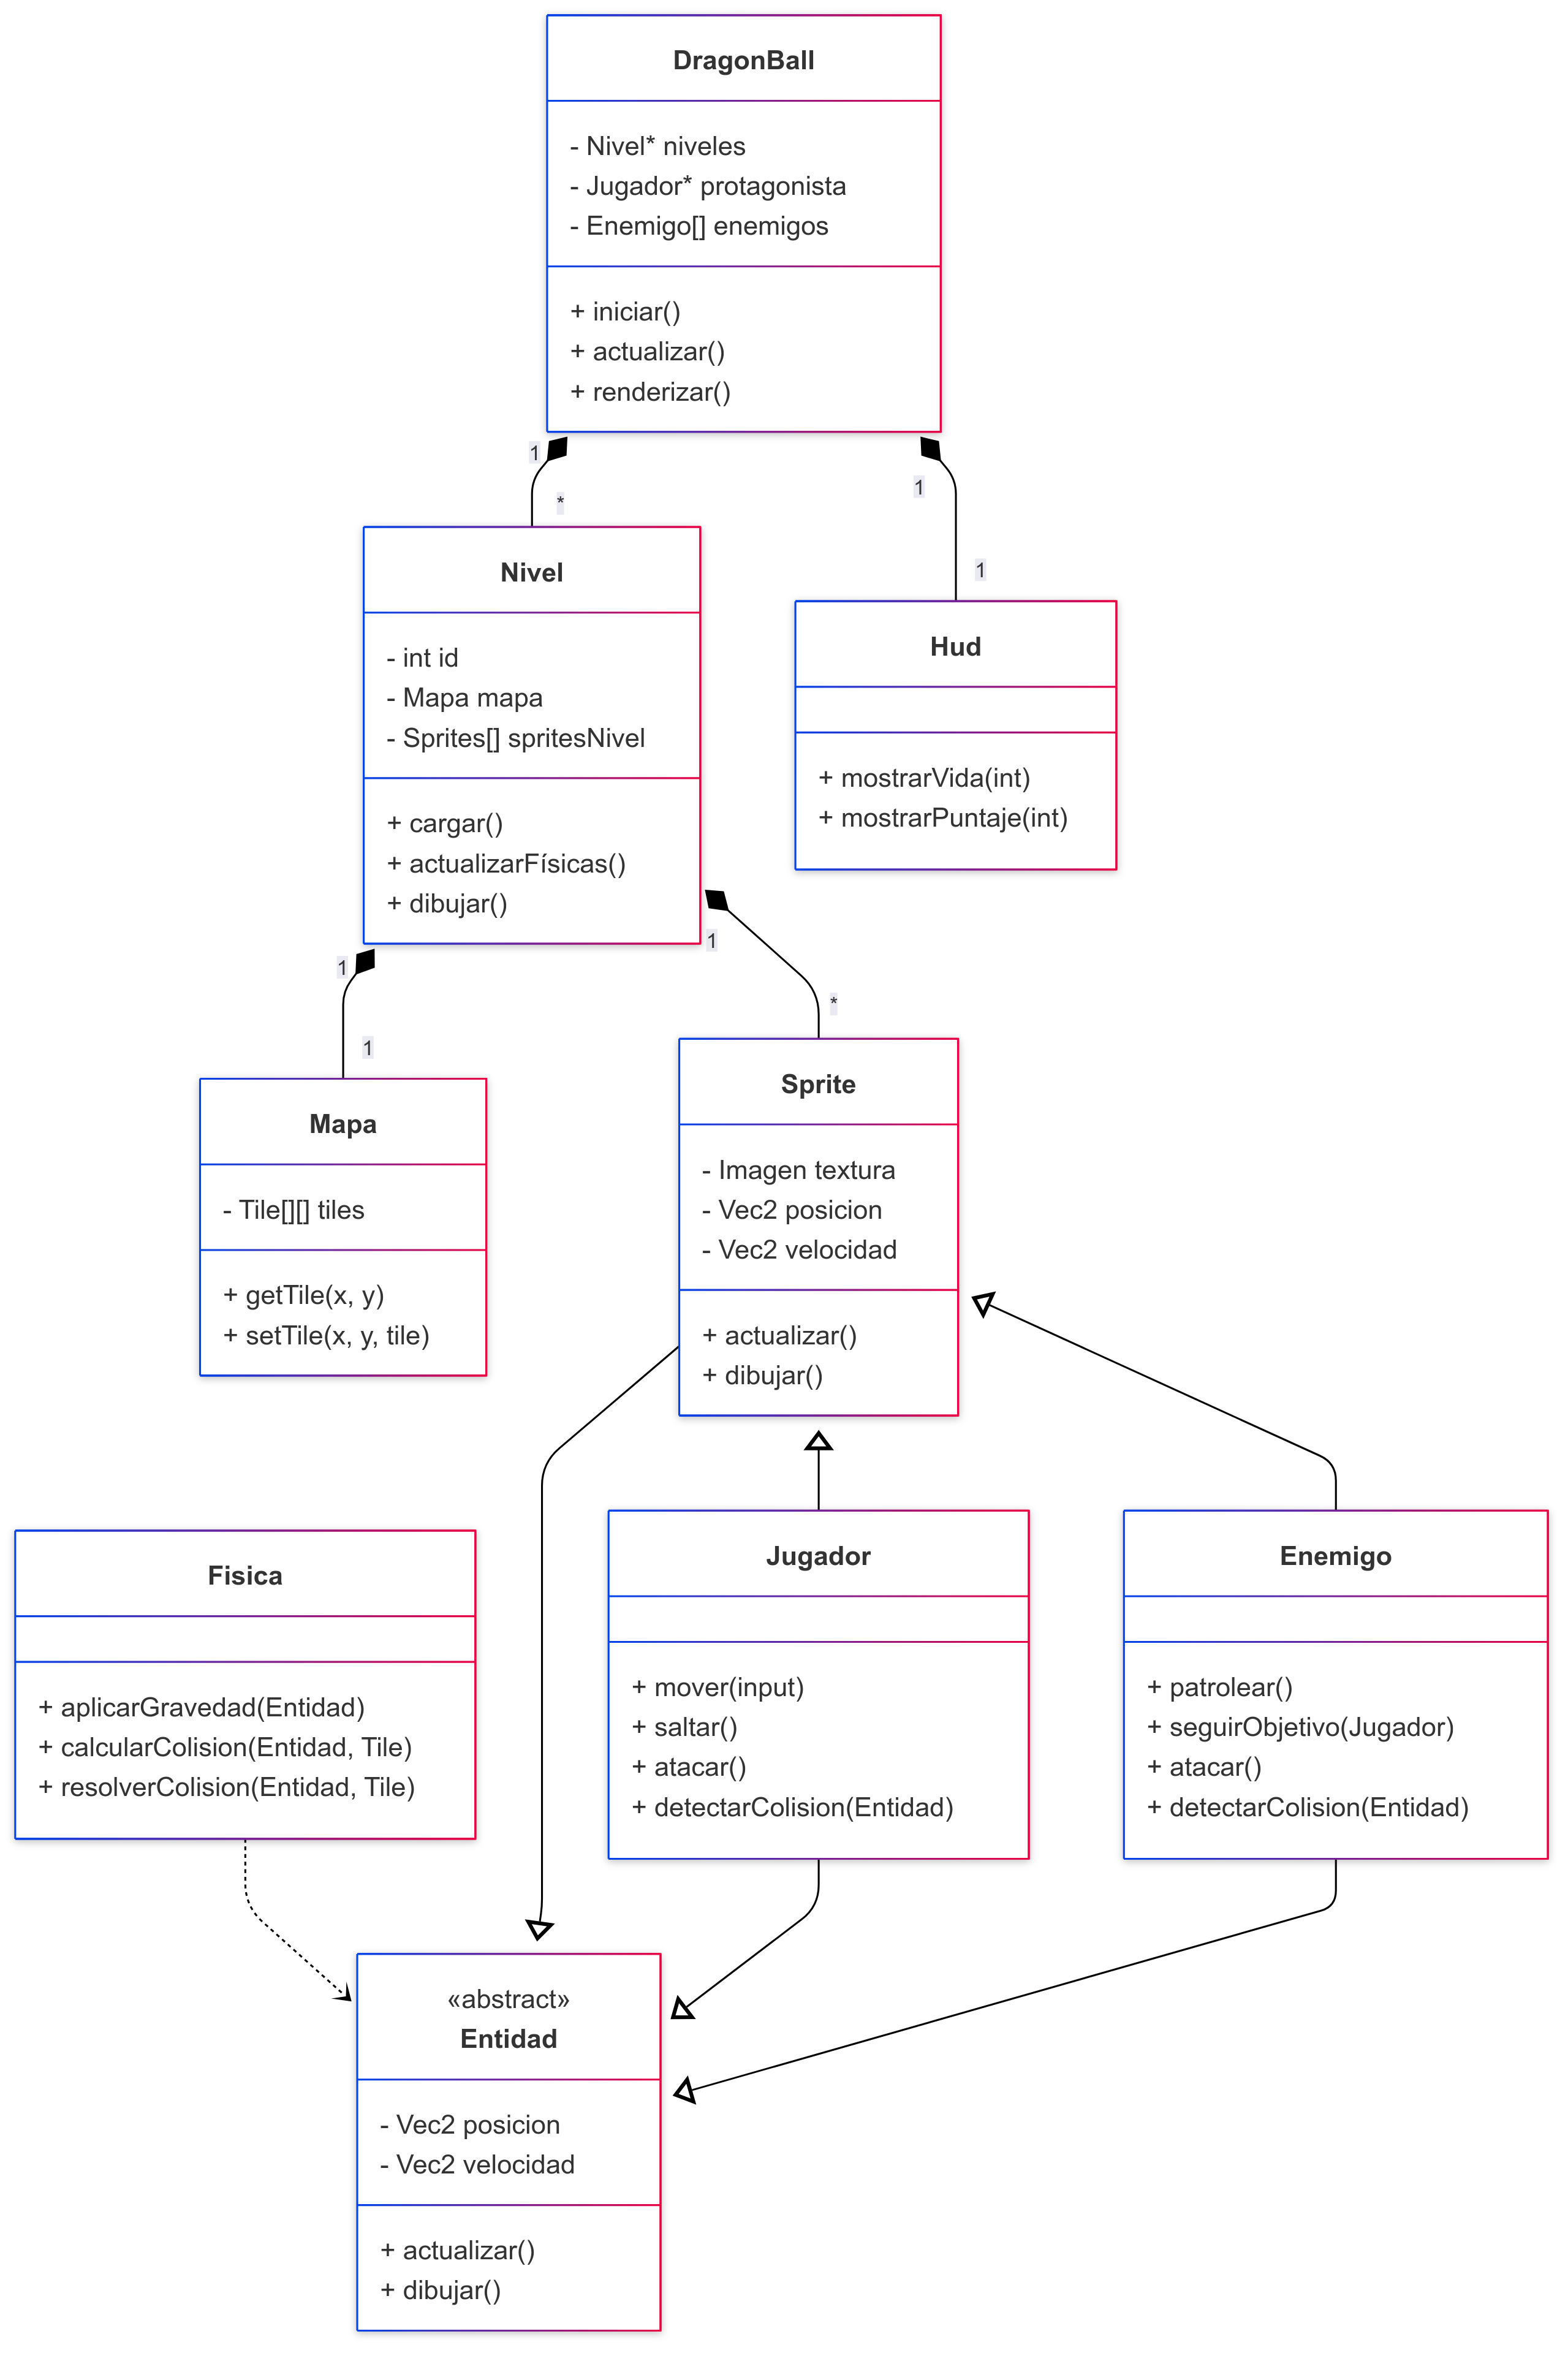 DragonBall
- Nivel* niveles
- Jugador* protagonista
- Enemigo[] enemigos
+ iniciar()
+ actualizar()
+ renderizar()
1
*
1
1
Nivel
- int id
- Mapa mapa
- Sprites[] spritesNivel
+ cargar()
+ actualizarFísicas()
+ dibujar()
Hud
+ mostrarVida(int)
+ mostrarPuntaje(int)
1
1
1
*
Mapa
- Tile[][] tiles
+ getTile(x, y)
+ setTile(x, y, tile)
Sprite
- Imagen textura
- Vec2 posicion
- Vec2 velocidad
+ actualizar()
+ dibujar()
Fisica
+ aplicarGravedad(Entidad)
+ calcularColision(Entidad, Tile)
+ resolverColision(Entidad, Tile)
Jugador
+ mover(input)
+ saltar()
+ atacar()
+ detectarColision(Entidad)
Enemigo
+ patrolear()
+ seguirObjetivo(Jugador)
+ atacar()
+ detectarColision(Entidad)
«abstract»
Entidad
- Vec2 posicion
- Vec2 velocidad
+ actualizar()
+ dibujar()